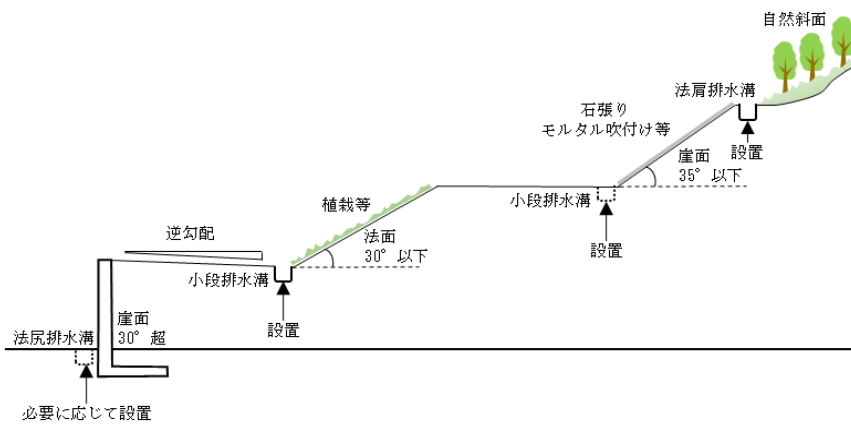 自然斜面
法肩排水溝
石張り
モルタル吹付け等
設置
崖面
35° 以下
小段排水溝
設置
植栽等
法面
30° 以下
逆勾配
小段排水溝
設置
崖面
30° 超
法尻排水溝
必要に応じて設置